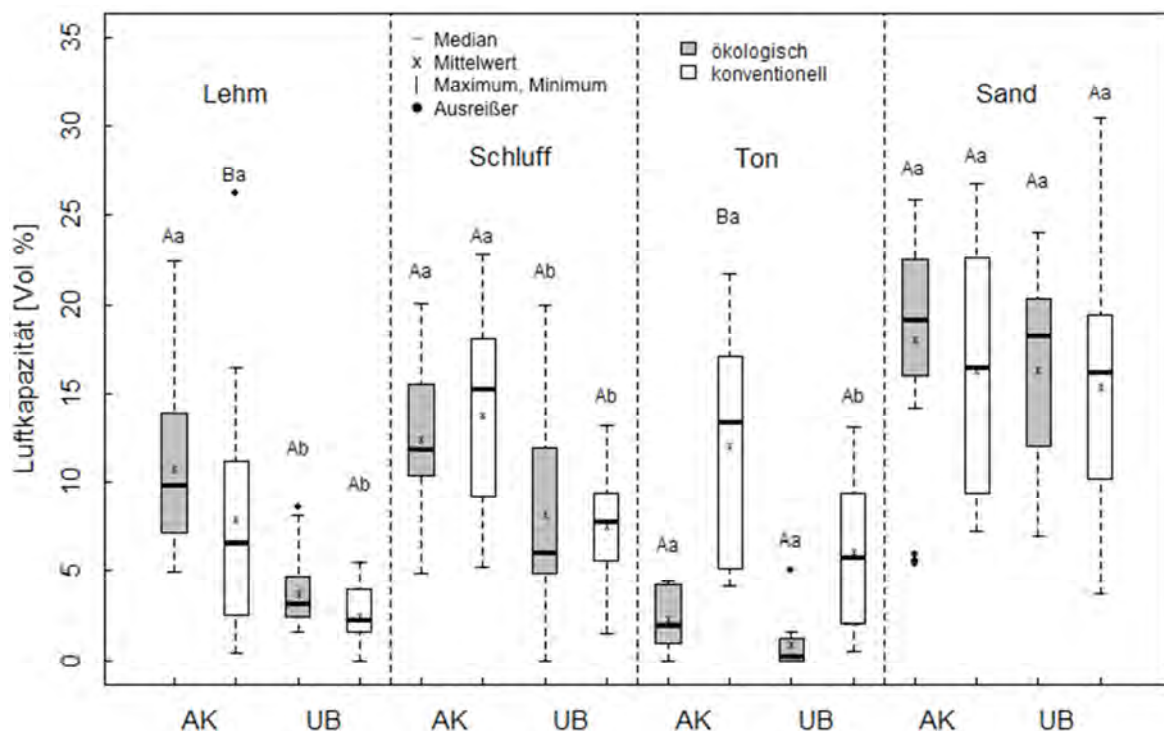 Luftkapazität [Vol %]
35
30
25
20
15
10
5
0
– Median
× Mittelwert
| Maximum, Minimum
• Ausreißer
ökologisch
konventionell
Lehm
Schluff
Ton
Sand
Aa
Ba
Ab
Ab
Aa
Aa
Ab
Ab
Aa
Ba
Aa
Ab
Aa
Aa
Aa
Aa
AK UB AK UB AK UB AK UB